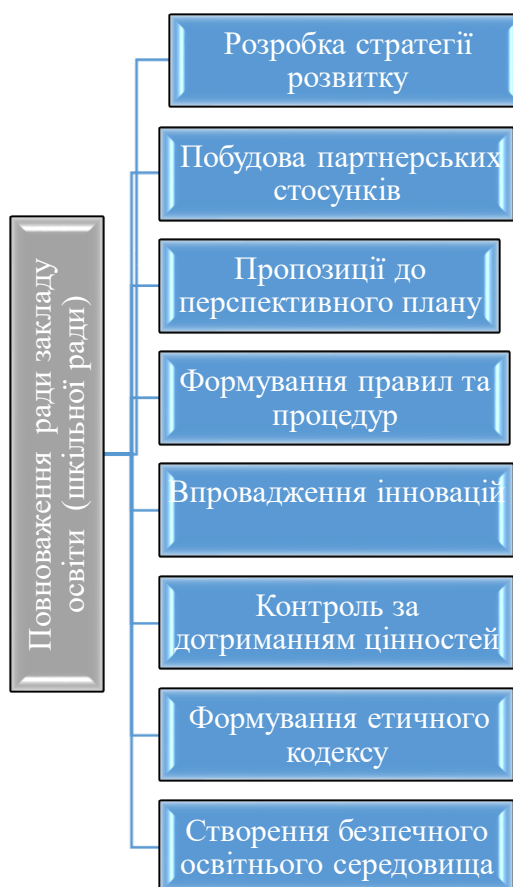 Повноваження ради закладу
освіти (шкільної ради)
Розробка стратегії
розвитку
Побудова партнерських
стосунків
Пропозиції до
перспективного плану
Формування правил та
процедур
Впровадження інновацій
Контроль за
дотриманням цінностей
Формування етичного
кодексу
Створення безпечного
освітнього середовища